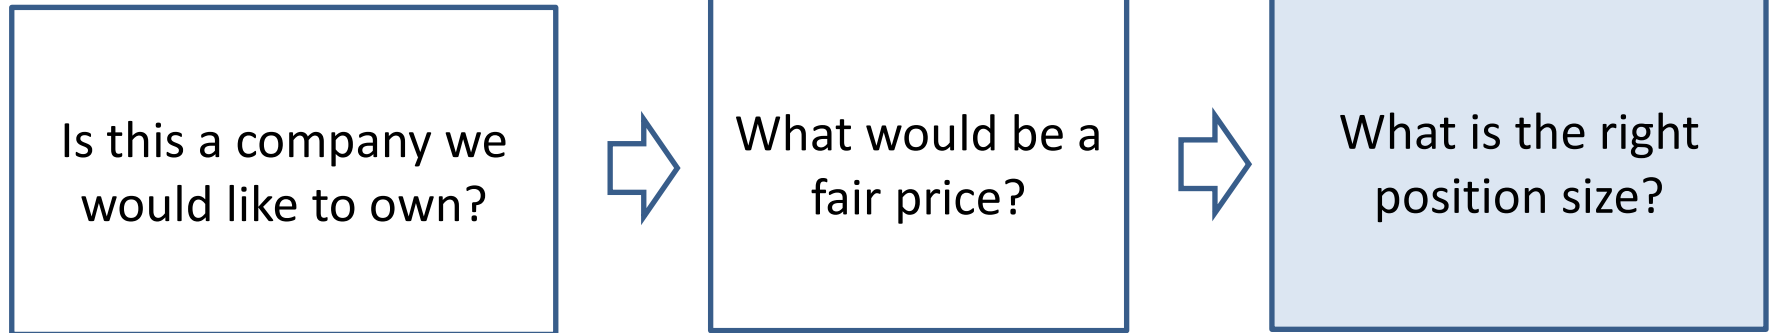 Is this a company we
would like to own?
What would be a
fair price?
What is the right
position size?